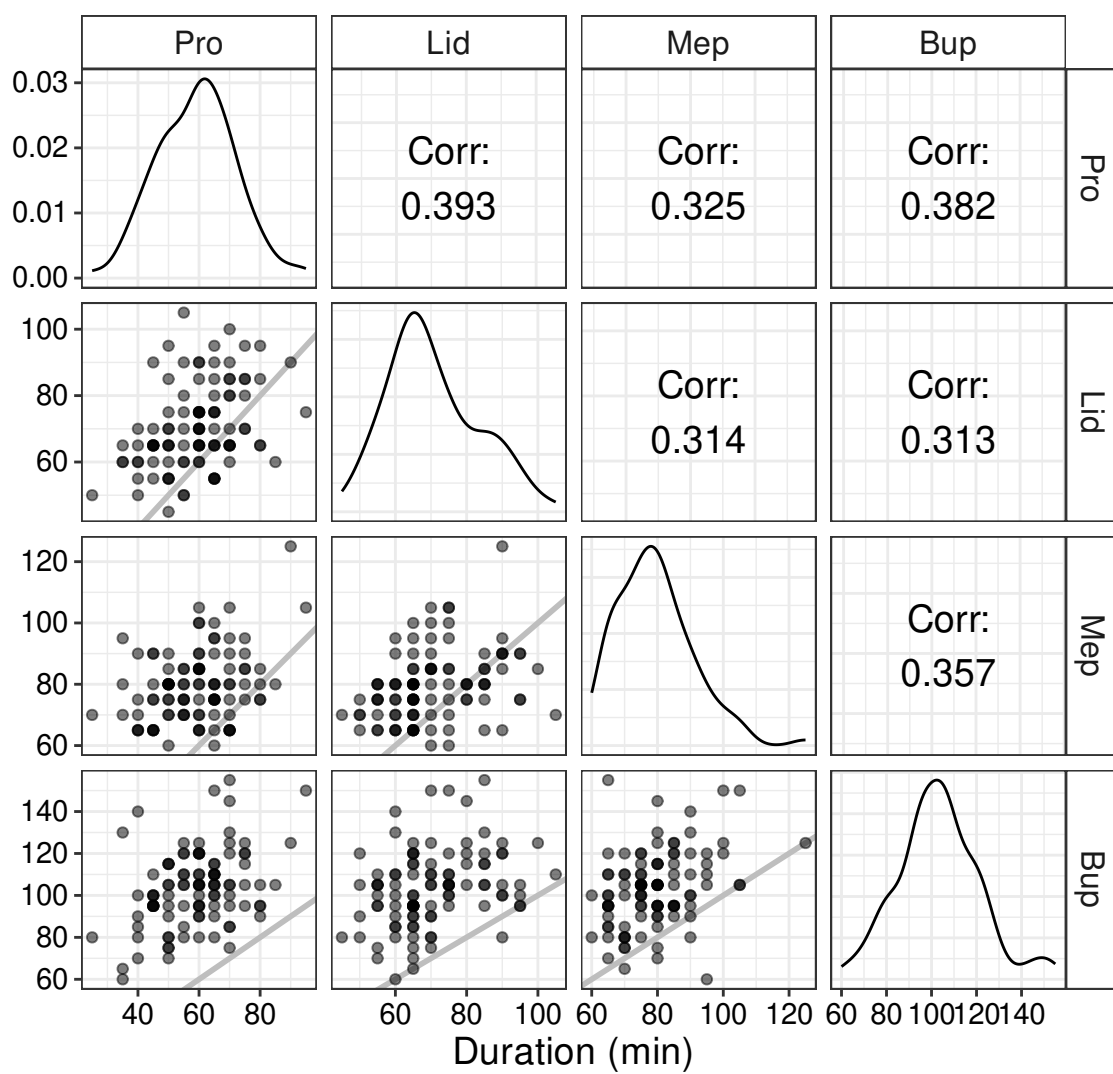 Pro Lid Mep Bup
0.03
0.02
0.01
0.00
Corr:
0.393
Corr:
0.325
Corr:
0.382
Pro
100
80
60
Corr:
0.314
Corr:
0.313
Lid
120
100
80
60
Corr:
0.357
Mep
140
120
100
80
60
Bup
40 60 80 60 80 100 60 80 100 120 60 80 100 120 140
Duration (min)